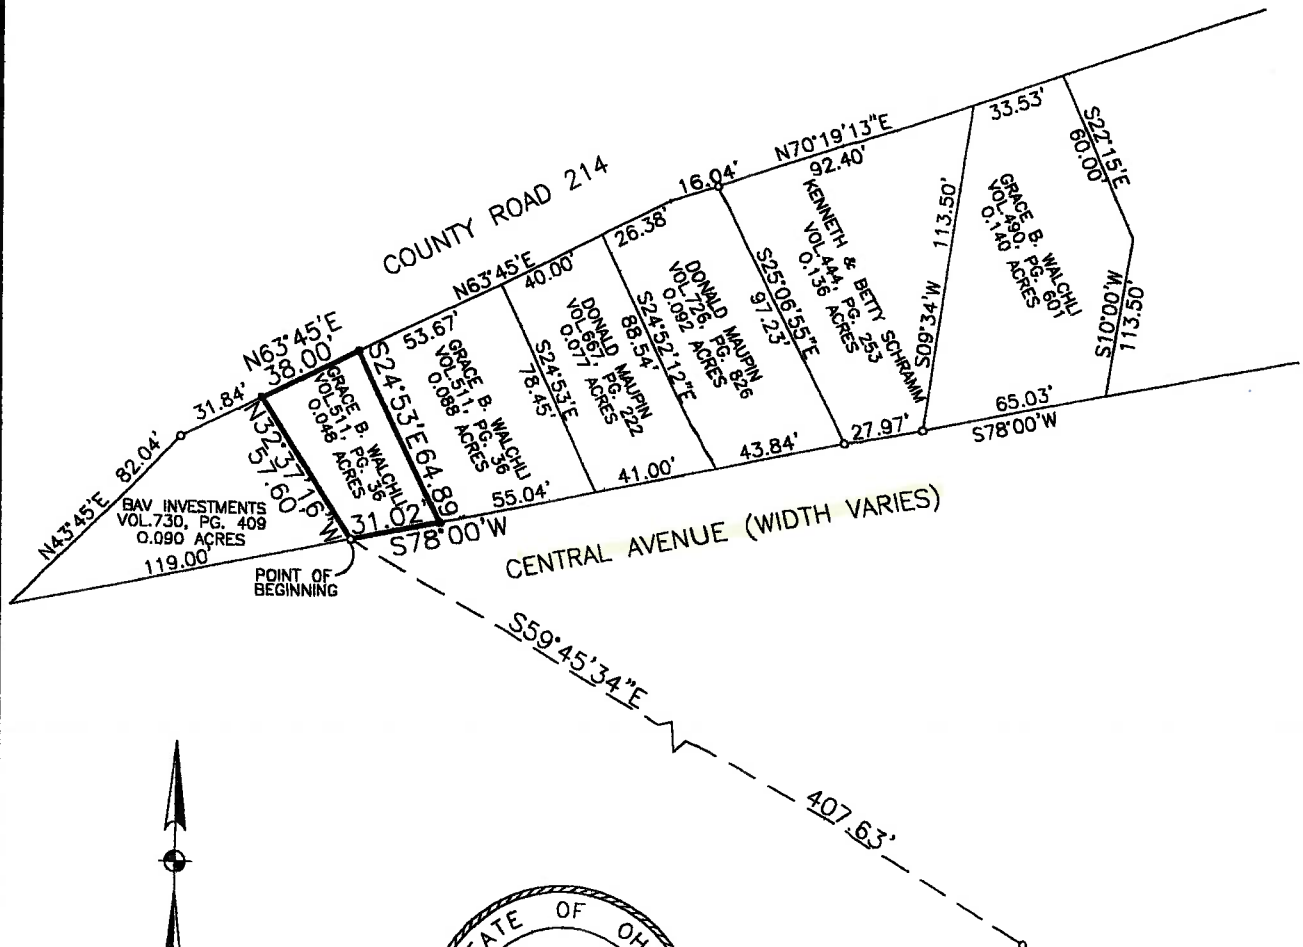 33.53'
S22°15'E
60.00'
N70°19'13"E
92.40'
16.04'
COUNTY ROAD 214
26.38'
N63°45'E
40.00'
53.67'
N63°45'E
38.00'
31.84'
82.04'
N43°45'E
BAV INVESTMENTS
VOL.730, PG. 409
0.090 ACRES
119.00'
N32°37'16"W
57.60'
GRACE B. WALCHLI
VOL.511, PG. 36
0.048 ACRES
S24°53'E 64.89'
31.02'
S78°00'W
POINT OF
BEGINNING
GRACE B. WALCHLI
VOL.511, PG. 36
0.088 ACRES
55.04'
S24°53'E
78.45'
DONALD MAUPIN
VOL.667, PG. 222
0.077 ACRES
41.00'
S24°52'12"E
88.54'
DONALD MAUPIN
VOL.726, PG. 826
0.092 ACRES
43.84'
S25°06'55"E
97.23'
KENNETH & BETTY SCHRAMM
VOL.444, PG. 253
0.136 ACRES
27.97'
S09°34'W
113.50'
GRACE B. WALCHLI
VOL.490, PG. 601
0.140 ACRES
65.03'
S78°00'W
S10°00'W
113.50'
CENTRAL AVENUE (WIDTH VARIES)
S59°45'34"E
407.63'
OF